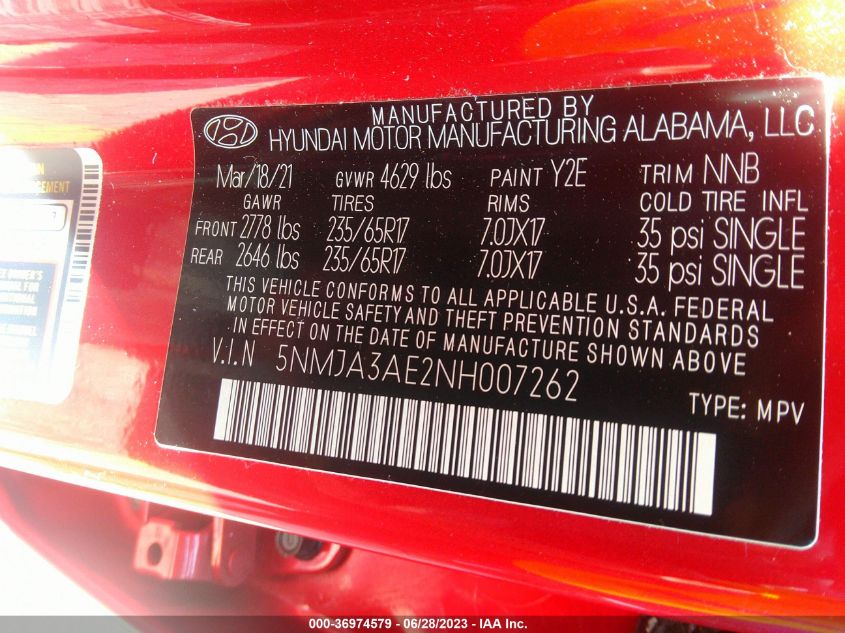 MANUFACTURED BY
HYUNDAI MOTOR MANUFACTURING ALABAMA, LLC
Mar/18/21 GVWR 4629 lbs PAINT Y2E TRIM NNB
GAWR TIRES RIMS COLD TIRE INFL
FRONT 2778 lbs 235/65R17 7.0JX17 35 psi SINGLE
REAR 2646 lbs 235/65R17 7.0JX17 35 psi SINGLE
THIS VEHICLE CONFORMS TO ALL APPLICABLE U.S.A. FEDERAL
MOTOR VEHICLE SAFETY AND THEFT PREVENTION STANDARDS
IN EFFECT ON THE DATE OF MANUFACTURE SHOWN ABOVE
V.I.N 5NMJA3AE2NH007262
TYPE: MPV
000-36974579 - 06/28/2023 - IAA Inc.